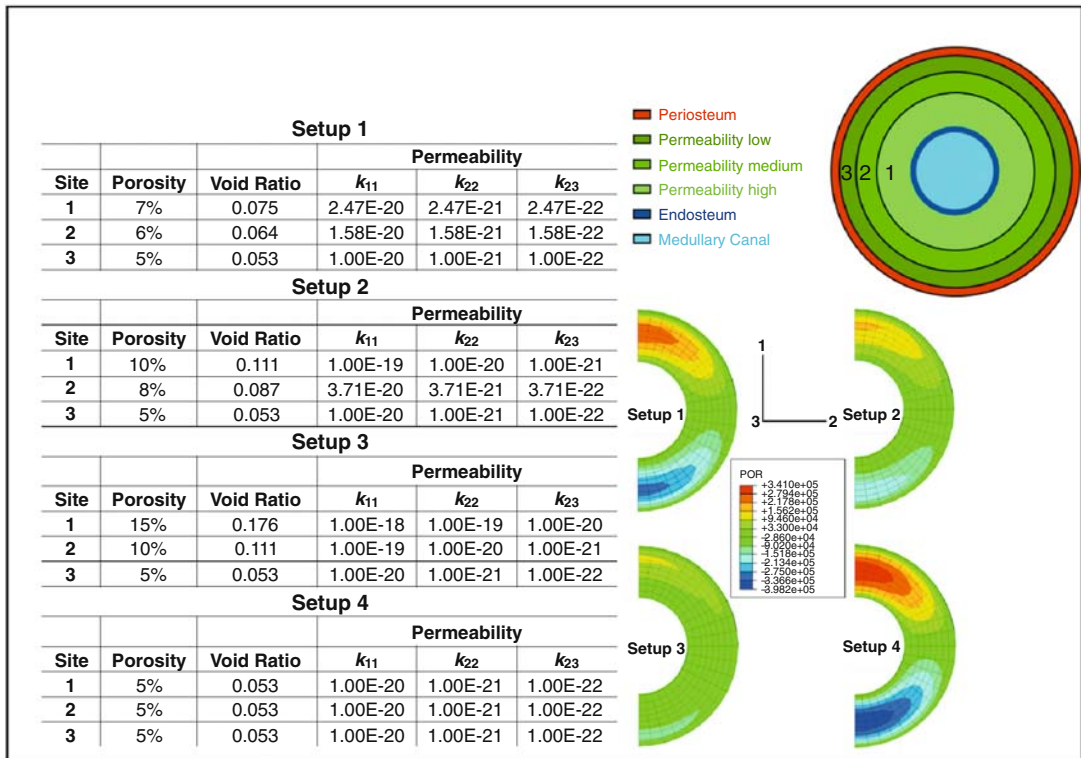 Setup 1
Permeability
Site Porosity Void Ratio k11 k22 k23
1 7% 0.075 2.47E-20 2.47E-21 2.47E-22
2 6% 0.064 1.58E-20 1.58E-21 1.58E-22
3 5% 0.053 1.00E-20 1.00E-21 1.00E-22
Setup 2
Permeability
Site Porosity Void Ratio k11 k22 k23
1 10% 0.111 1.00E-19 1.00E-20 1.00E-21
2 8% 0.087 3.71E-20 3.71E-21 3.71E-22
3 5% 0.053 1.00E-20 1.00E-21 1.00E-22
Setup 3
Permeability
Site Porosity Void Ratio k11 k22 k23
1 15% 0.176 1.00E-18 1.00E-19 1.00E-20
2 10% 0.111 1.00E-19 1.00E-20 1.00E-21
3 5% 0.053 1.00E-20 1.00E-21 1.00E-22
Setup 4
Permeability
Site Porosity Void Ratio k11 k22 k23
1 5% 0.053 1.00E-20 1.00E-21 1.00E-22
2 5% 0.053 1.00E-20 1.00E-21 1.00E-22
3 5% 0.053 1.00E-20 1.00E-21 1.00E-22
Periosteum
Permeability low
Permeability medium
Permeability high
Endosteum
Medullary Canal
3 2 1
Setup 1
1
3 2
Setup 2
POR
+3.410e+05
+2.794e+05
+2.178e+05
+1.562e+05
+9.460e+04
+3.300e+04
-2.860e+04
-9.020e+04
-1.518e+05
-2.134e+05
-2.750e+05
-3.366e+05
-3.982e+05
Setup 3
Setup 4